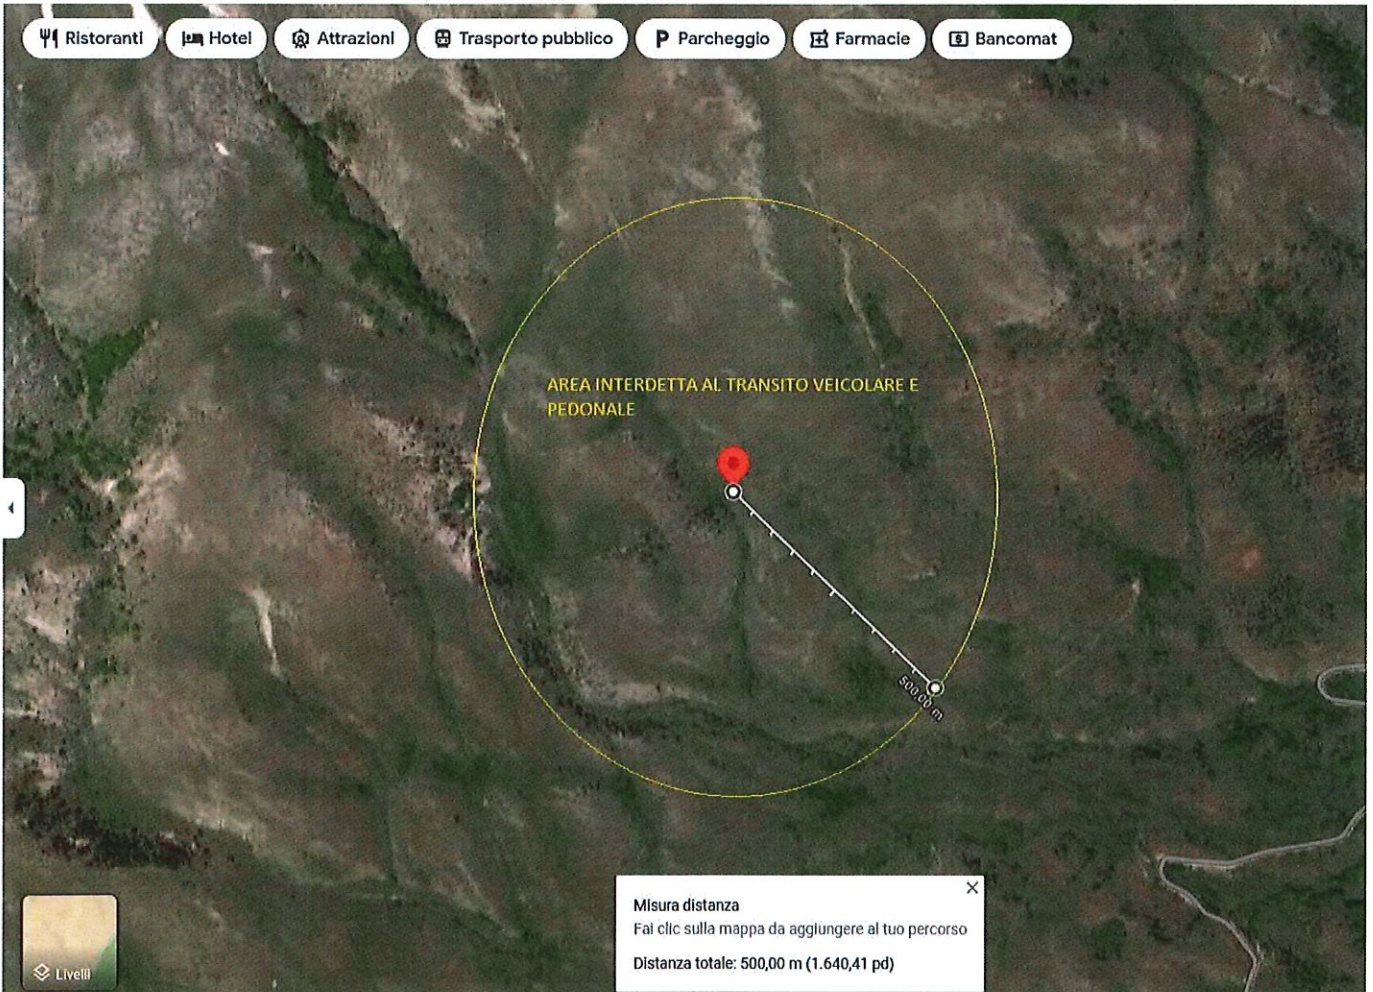 Ristoranti
Hotel
Attrazioni
Trasporto pubblico
P Parcheggio
Farmacie
Bancomat
AREA INTERDETTA AL TRANSITO VEICOLARE E
PEDONALE
500,00 m
Misura distanza
Fai clic sulla mappa da aggiungere al tuo percorso
Distanza totale: 500,00 m (1.640,41 pd)
Livelli